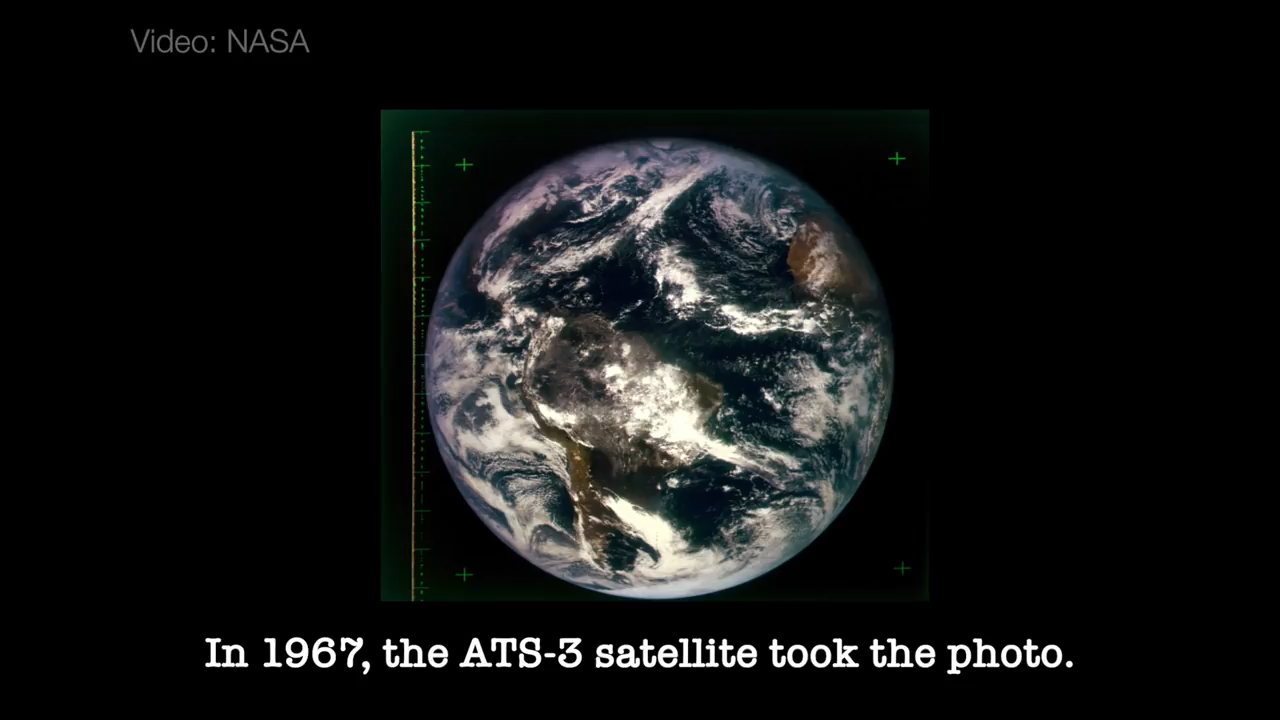 Video: NASA
In 1967, the ATS-3 satellite took the photo.